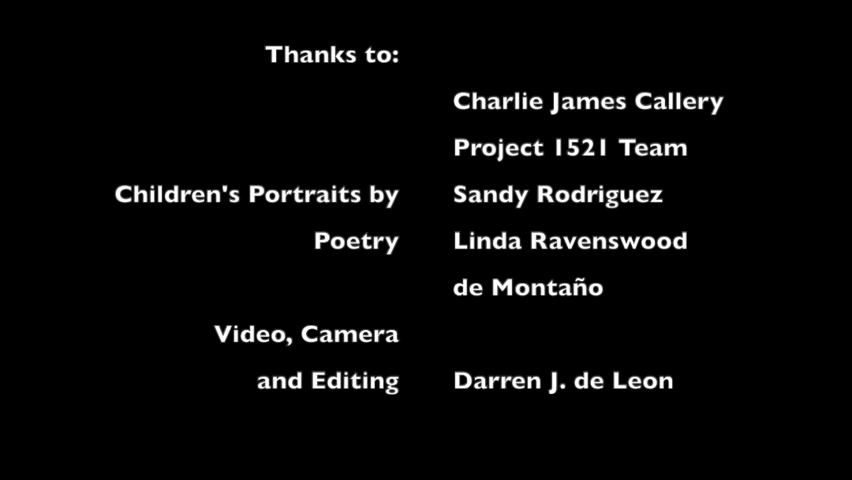 Thanks to:
Charlie James Callery
Project 1521 Team
Children's Portraits by Sandy Rodriguez
Poetry Linda Ravenswood
de Montaño
Video, Camera
and Editing Darren J. de Leon